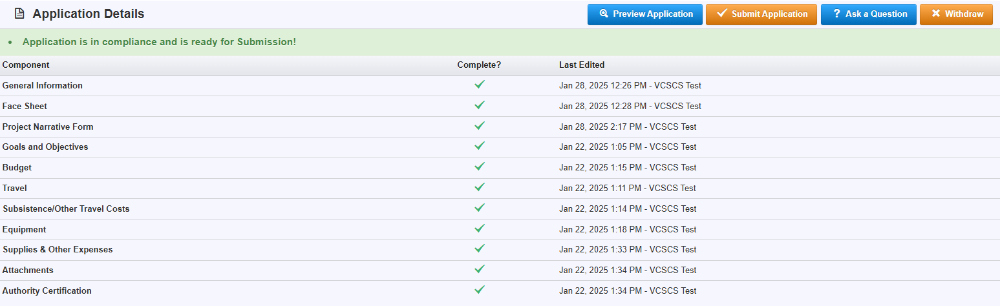 Application Details Preview Application Submit Application ? Ask a Question Withdraw
• Application is in compliance and is ready for Submission!
Component Complete? Last Edited
General Information Jan 28, 2025 12:26 PM - VCSCS Test
Face Sheet Jan 28, 2025 12:28 PM - VCSCS Test
Project Narrative Form Jan 28, 2025 2:17 PM - VCSCS Test
Goals and Objectives Jan 22, 2025 1:05 PM - VCSCS Test
Budget Jan 22, 2025 1:15 PM - VCSCS Test
Travel Jan 22, 2025 1:11 PM - VCSCS Test
Subsistence/Other Travel Costs Jan 22, 2025 1:14 PM - VCSCS Test
Equipment Jan 22, 2025 1:18 PM - VCSCS Test
Supplies & Other Expenses Jan 22, 2025 1:33 PM - VCSCS Test
Attachments Jan 22, 2025 1:34 PM - VCSCS Test
Authority Certification Jan 22, 2025 1:34 PM - VCSCS Test